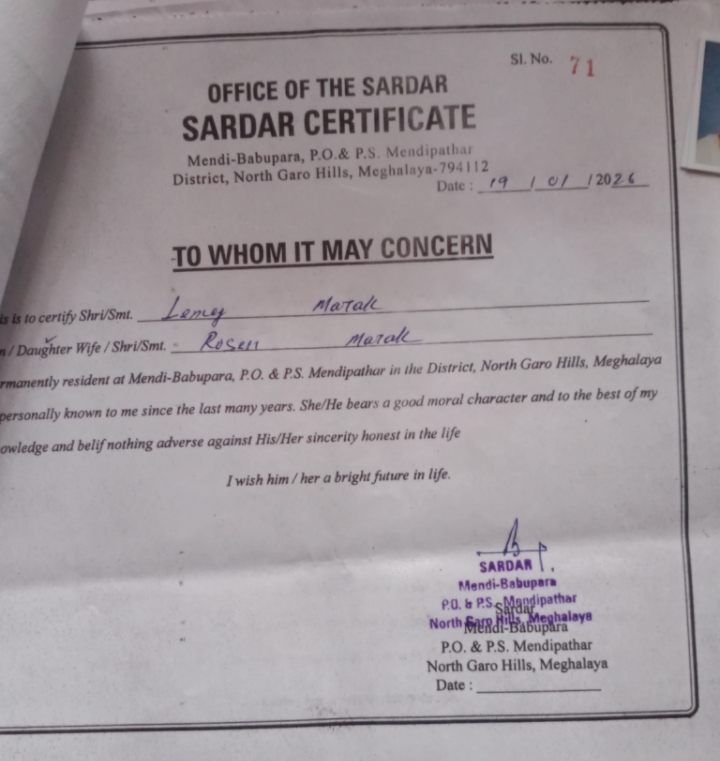 Sl. No. 71
OFFICE OF THE SARDAR
SARDAR CERTIFICATE
Mendi-Babupara, P.O.& P.S. Mendipathar
District, North Garo Hills, Meghalaya-794112
Date : 19 / 01 / 2026
TO WHOM IT MAY CONCERN
is is to certify Shri/Smt. Lemey Marak
n / Daughter Wife / Shri/Smt. Rosen Marak
rmanently resident at Mendi-Babupara, P.O. & P.S. Mendipathar in the District, North Garo Hills, Meghalaya
personally known to me since the last many years. She/He bears a good moral character and to the best of my
owledge and belif nothing adverse against His/Her sincerity honest in the life
I wish him / her a bright future in life.
SARDAR
Mendi-Babupara
P.O. & P.S. Mendipathar
Sardar
North Garo Hills, Meghalaya
Mendi-Babupara
P.O. & P.S. Mendipathar
North Garo Hills, Meghalaya
Date :